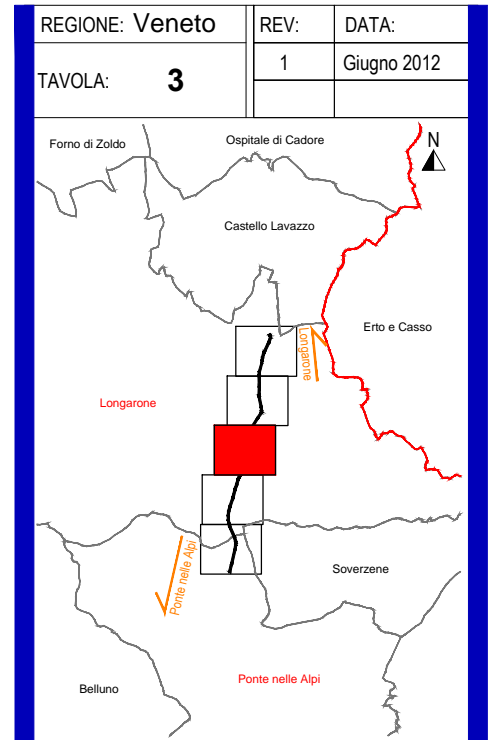 REGIONE: Veneto
REV:
DATA:
TAVOLA: 3
1
Giugno 2012
Forno di Zoldo
Ospitale di Cadore
N
Castello Lavazzo
Erto e Casso
Longarone
Longarone
Ponte nelle Alpi
Soverzene
Belluno
Ponte nelle Alpi